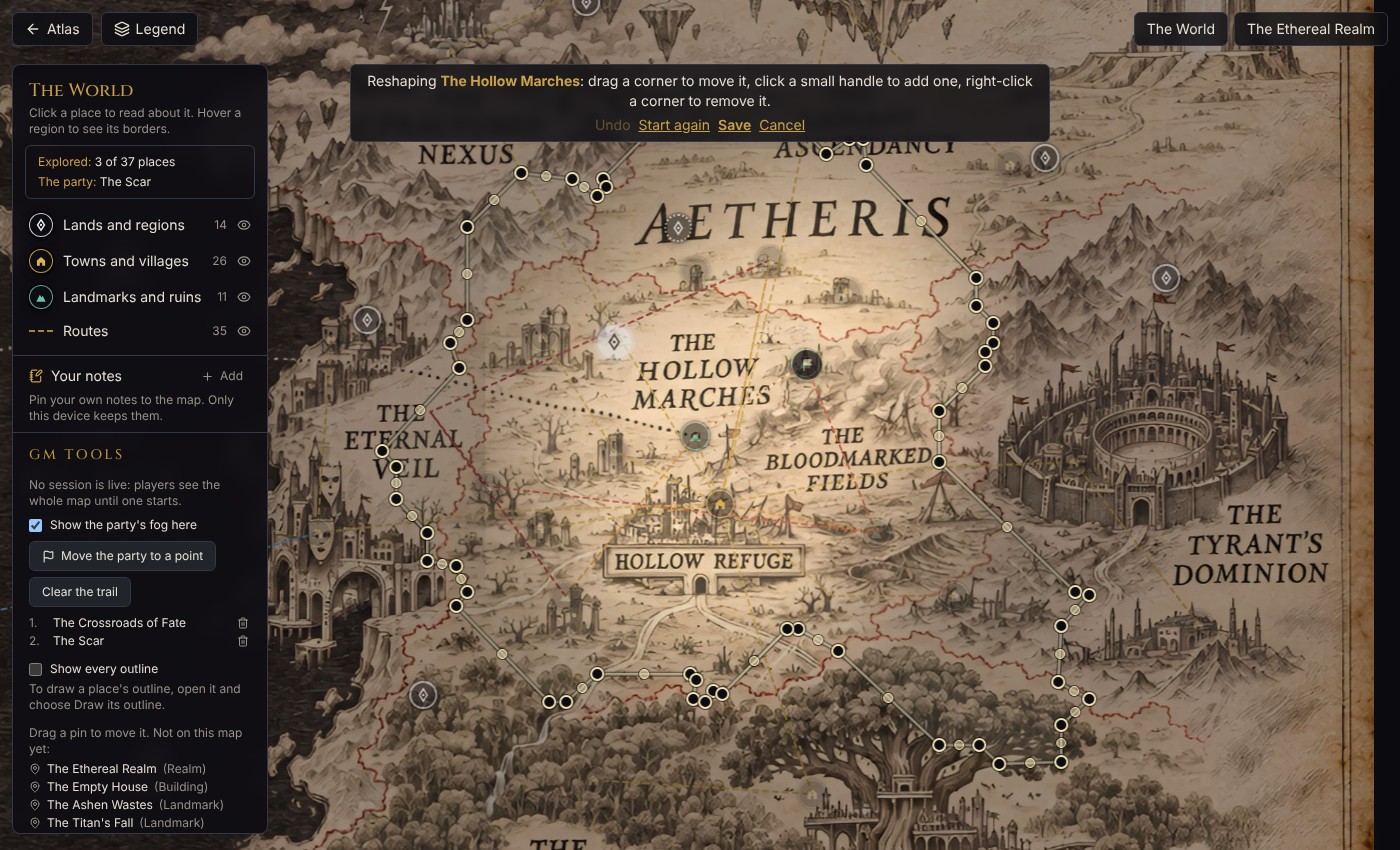 Atlas
Legend
The World
The Ethereal Realm
THE WORLD
Click a place to read about it. Hover a
region to see its borders.
Explored: 3 of 37 places
The party: The Scar
Lands and regions 14
Towns and villages 26
Landmarks and ruins 11
Routes 35
Your notes
+ Add
Pin your own notes to the map. Only
this device keeps them.
GM TOOLS
No session is live: players see the
whole map until one starts.
Show the party's fog here
Move the party to a point
Clear the trail
1. The Crossroads of Fate
2. The Scar
Show every outline
To draw a place's outline, open it and
choose Draw its outline.
Drag a pin to move it. Not on this map
yet:
The Ethereal Realm (Realm)
The Empty House (Building)
The Ashen Wastes (Landmark)
The Titan's Fall (Landmark)
Reshaping The Hollow Marches: drag a corner to move it, click a small handle to add one, right-click
a corner to remove it.
Undo Start again Save Cancel
NEXUS
ASCENDANCY
AETHERIS
THE
HOLLOW
MARCHES
THE
ETERNAL
VEIL
THE
BLOODMARKED
FIELDS
HOLLOW REFUGE
THE
TYRANT'S
DOMINION
THE